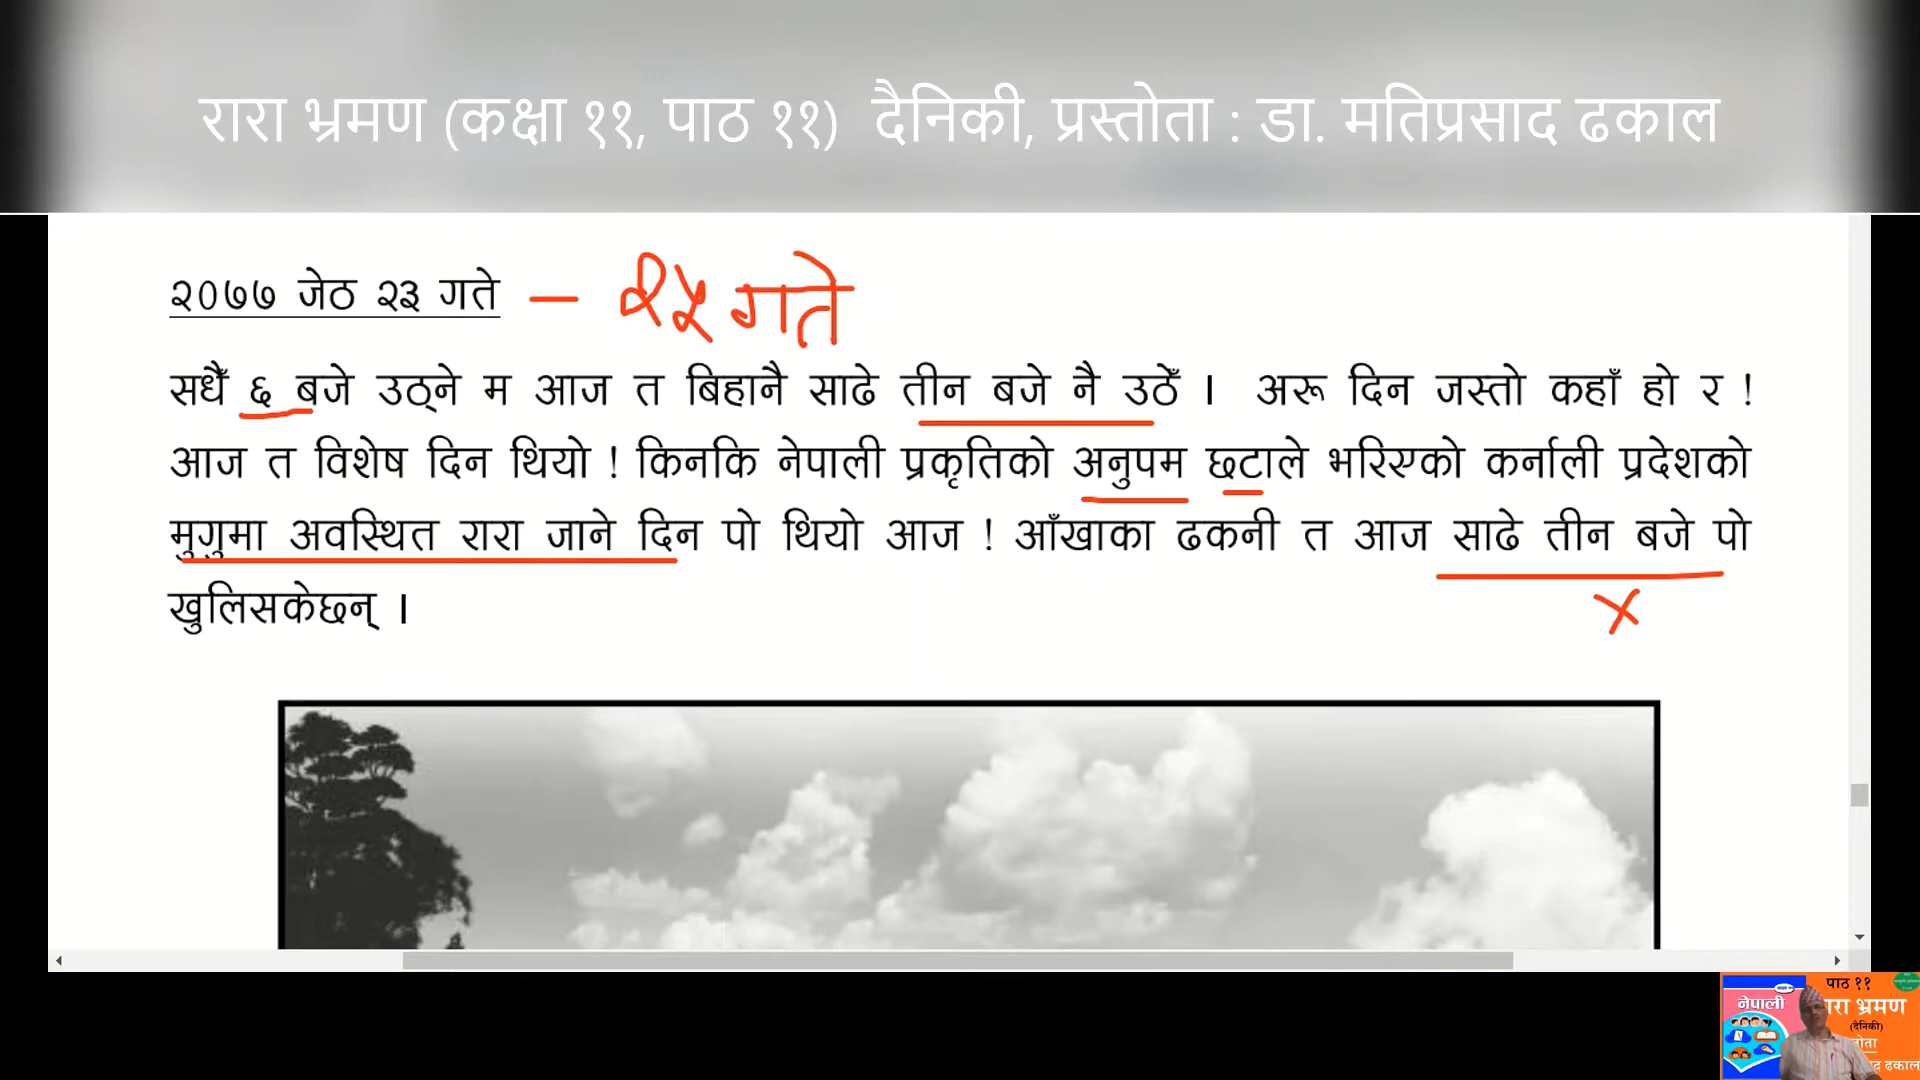 रारा भ्रमण (कक्षा ११, पाठ ११) दैनिकी, प्रस्तोता : डा. मतिप्रसाद ढकाल
२०७७ जेठ २३ गते — २५ गते
सधैँ ६ बजे उठ्ने म आज त बिहानै साढे तीन बजे नै उठेँ । अरू दिन जस्तो कहाँ हो र !
आज त विशेष दिन थियो ! किनकि नेपाली प्रकृतिको अनुपम छटाले भरिएको कर्नाली प्रदेशको
मुगुमा अवस्थित रारा जाने दिन पो थियो आज ! आँखाका ढकनी त आज साढे तीन बजे पो
खुलिसकेछन् ।
पाठ ११
नेपाली
भ्रमण
(दैनिकी)
ढकाल